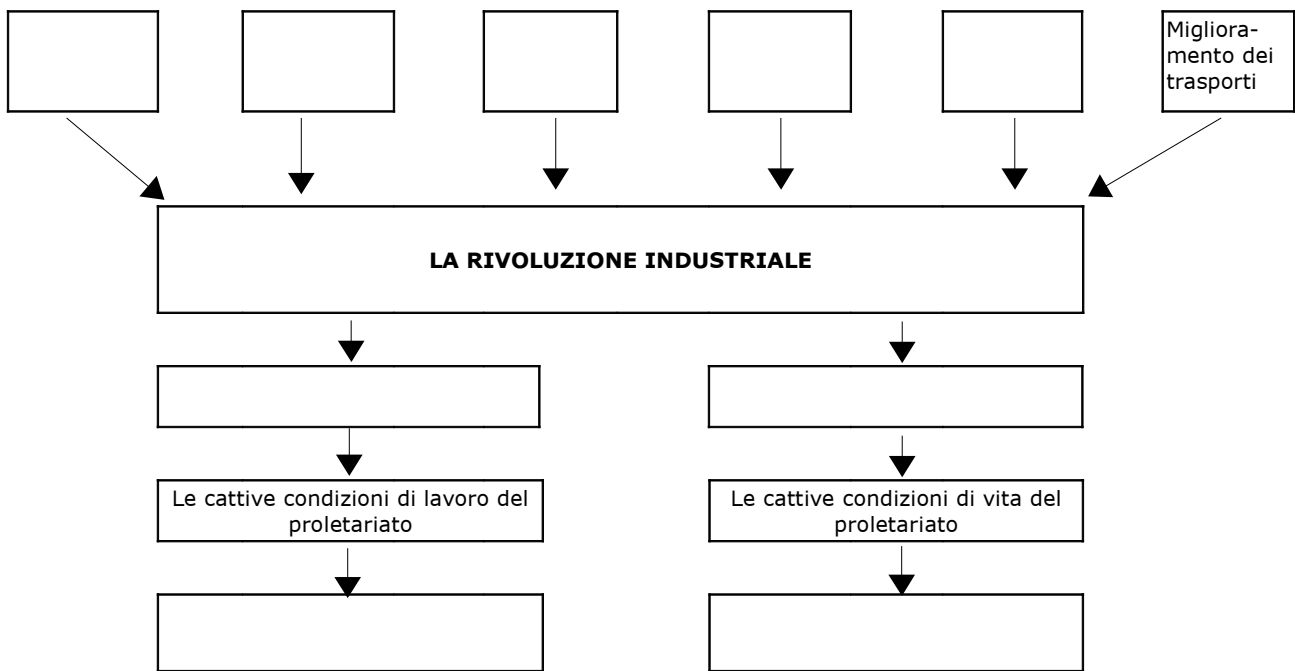 Migliora-
mento dei
trasporti
LA RIVOLUZIONE INDUSTRIALE
Le cattive condizioni di lavoro del
proletariato
Le cattive condizioni di vita del
proletariato